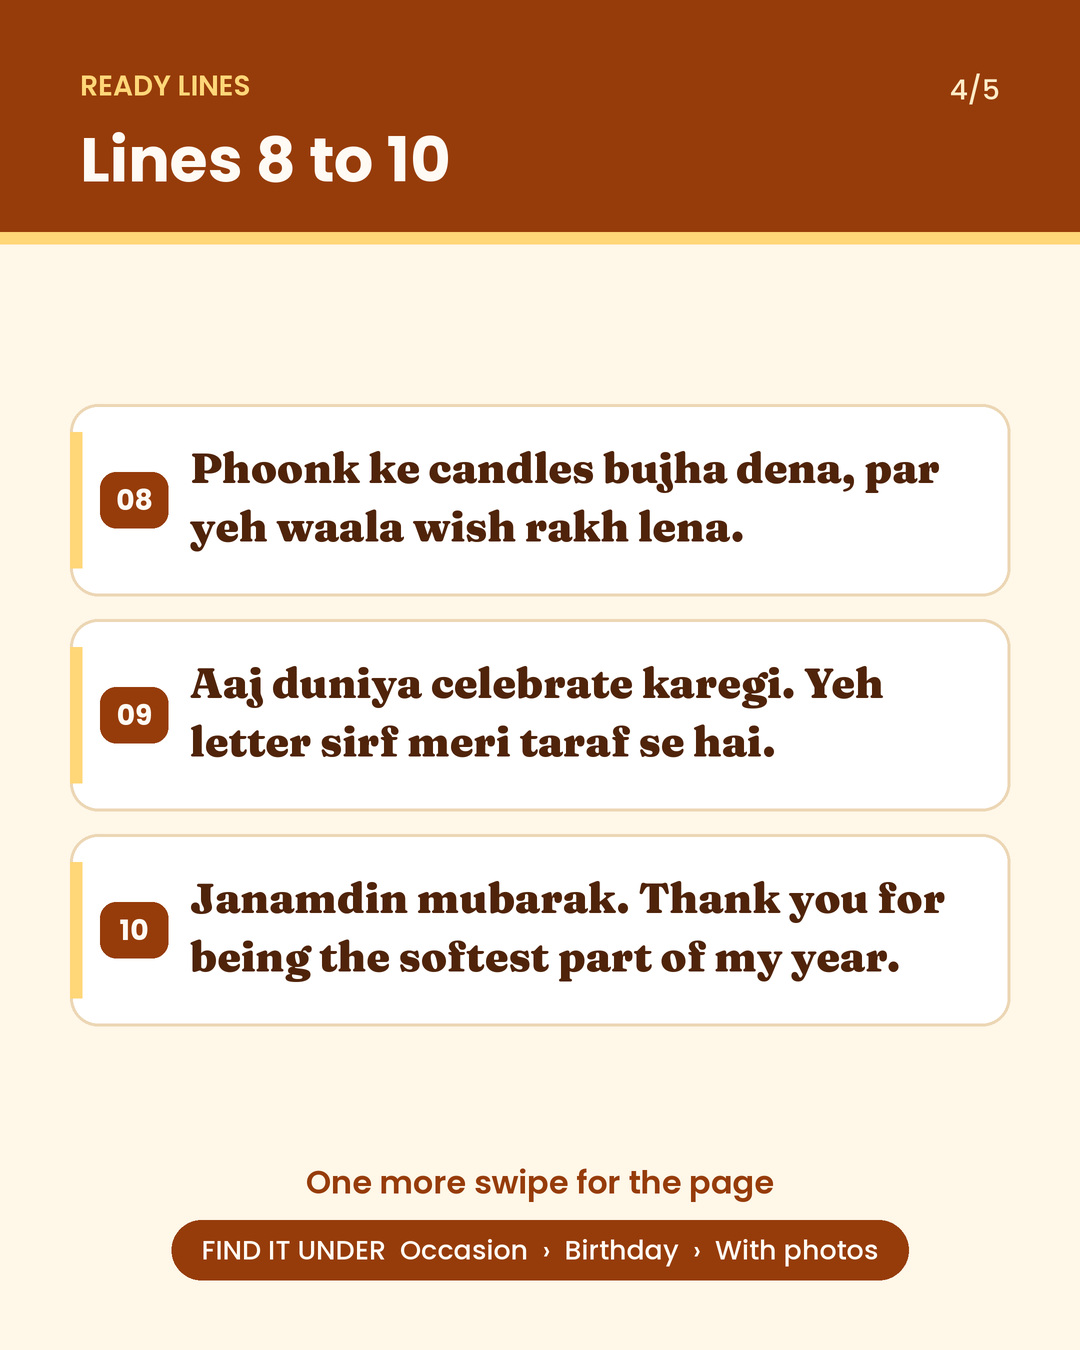 READY LINES
4/5
Lines 8 to 10
08
Phoonk ke candles bujha dena, par
yeh waala wish rakh lena.
09
Aaj duniya celebrate karegi. Yeh
letter sirf meri taraf se hai.
10
Janamdin mubarak. Thank you for
being the softest part of my year.
One more swipe for the page
FIND IT UNDER Occasion › Birthday › With photos